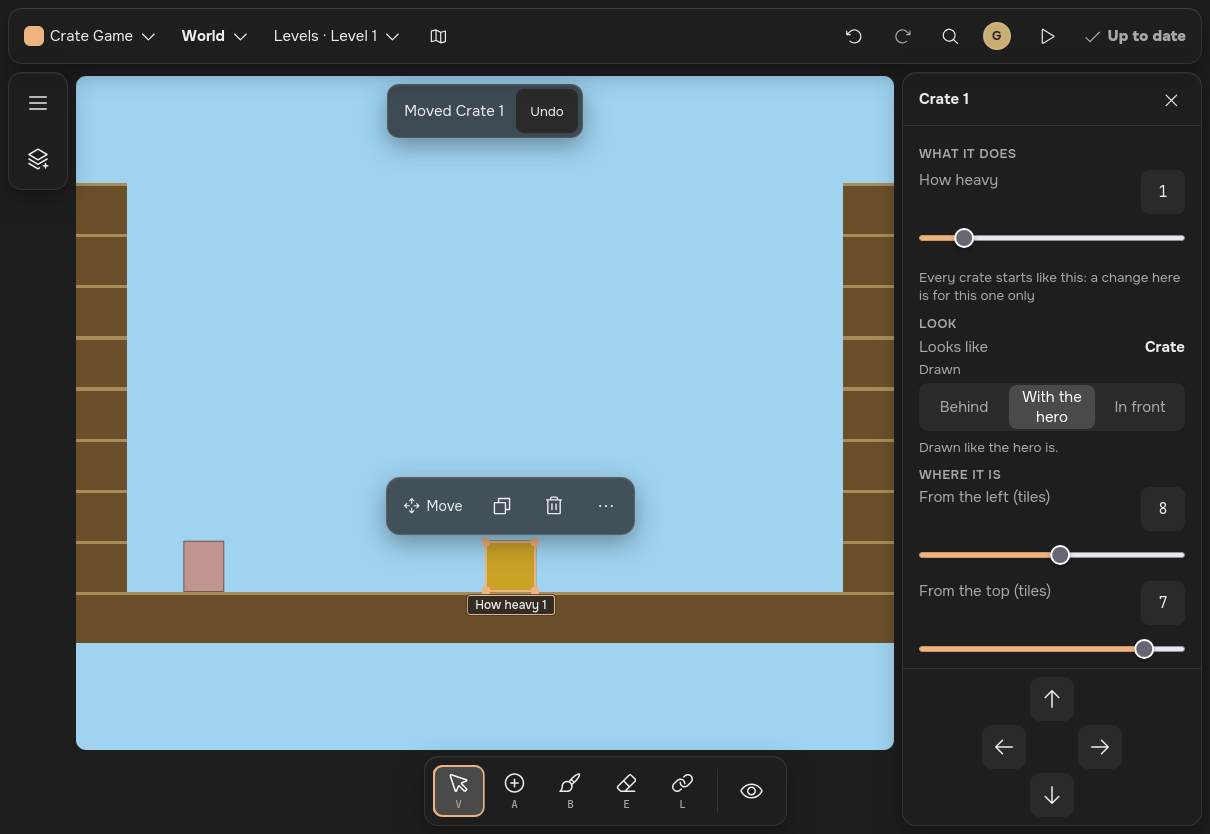 Crate Game
World
Levels · Level 1
G
Up to date
Moved Crate 1
Undo
Move
How heavy 1
V
A
B
E
L
Crate 1
WHAT IT DOES
How heavy
1
Every crate starts like this: a change here
is for this one only
LOOK
Looks like
Crate
Drawn
Behind
With the
hero
In front
Drawn like the hero is.
WHERE IT IS
From the left (tiles)
8
From the top (tiles)
7